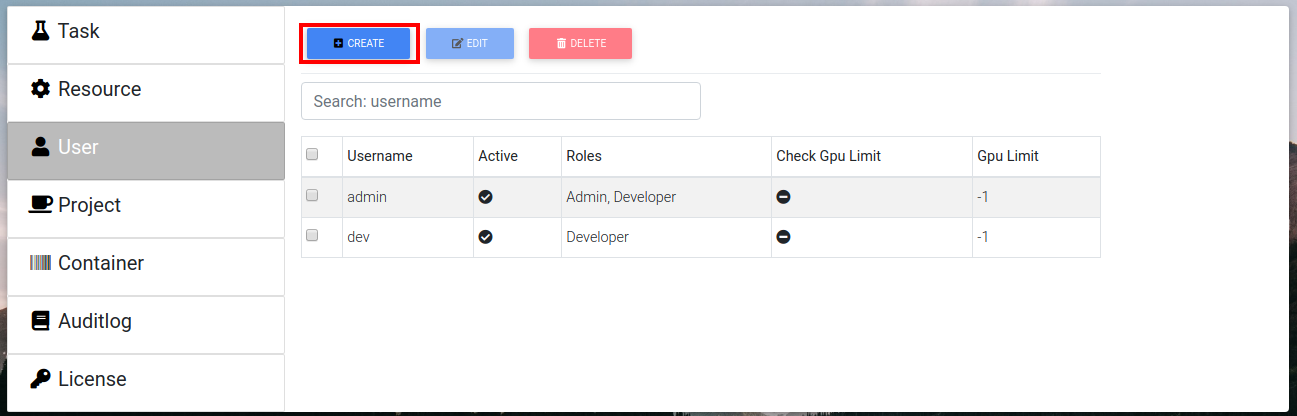 Task
Resource
User
Project
Container
Auditlog
License
CREATE EDIT DELETE
Search: username
Username Active Roles Check Gpu Limit Gpu Limit
admin Admin, Developer -1
dev Developer -1